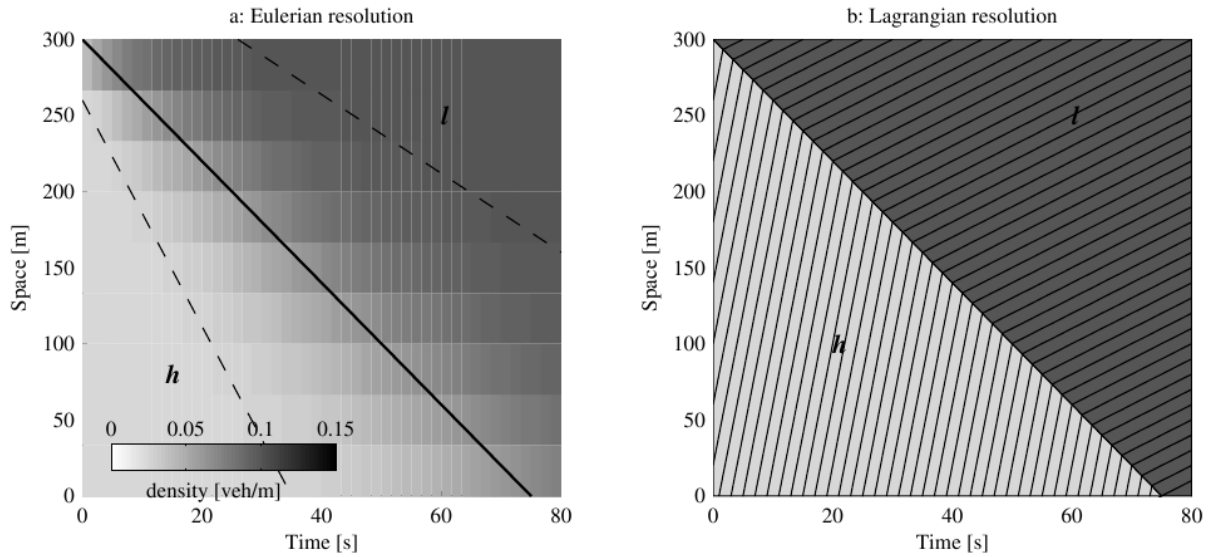 a: Eulerian resolution
300
250
200
150
100
50
0
Space [m]
l
h
0 0.05 0.1 0.15
density [veh/m]
0 20 40 60 80
Time [s]
b: Lagrangian resolution
300
250
200
150
100
50
0
Space [m]
l
h
0 20 40 60 80
Time [s]